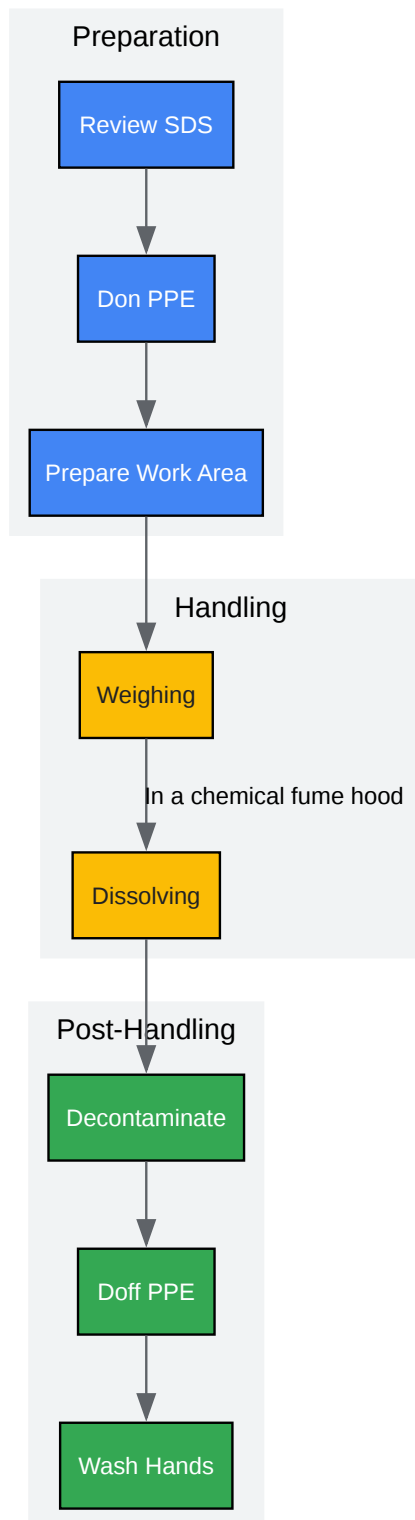 Preparation
Review SDS
Don PPE
Prepare Work Area
Handling
Weighing
In a chemical fume hood
Dissolving
Post-Handling
Decontaminate
Doff PPE
Wash Hands